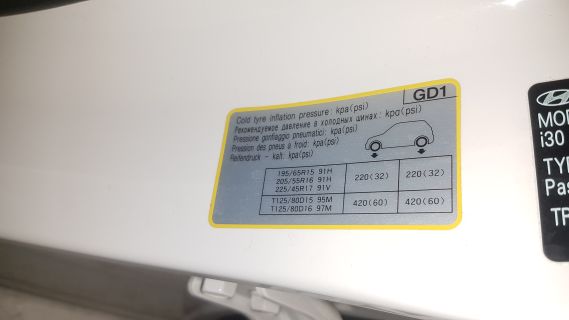 GD1
Cold tyre inflation pressure: kpa(psi)
Рекомендуемое давление в холодных шинах: kpa(psi)
Pressione gonfiaggio pneumatici: kPa(psi)
Pression des pneus a froid: kPa(psi)
Reifendruck - kalt: kPa(psi)
195/65R15 91H
205/55R16 91H 220(32) 220(32)
225/45R17 91V
T125/80D15 95M 420(60) 420(60)
T125/80D16 97M
i30